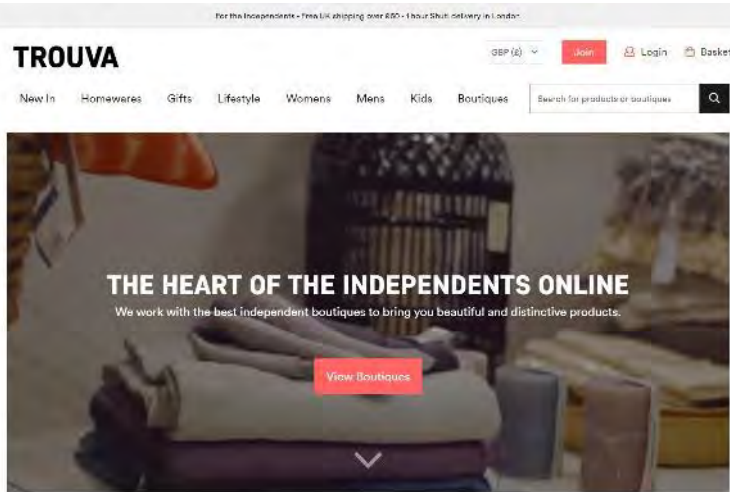 For the Independents - Free UK shipping over £50 - 1 hour Shutl delivery in London
TROUVA
GBP (£)
Join
Login
Basket
New In
Homewares
Gifts
Lifestyle
Womens
Mens
Kids
Boutiques
Search for products or boutiques
THE HEART OF THE INDEPENDENTS ONLINE
We work with the best independent boutiques to bring you beautiful and distinctive products.
View Boutiques